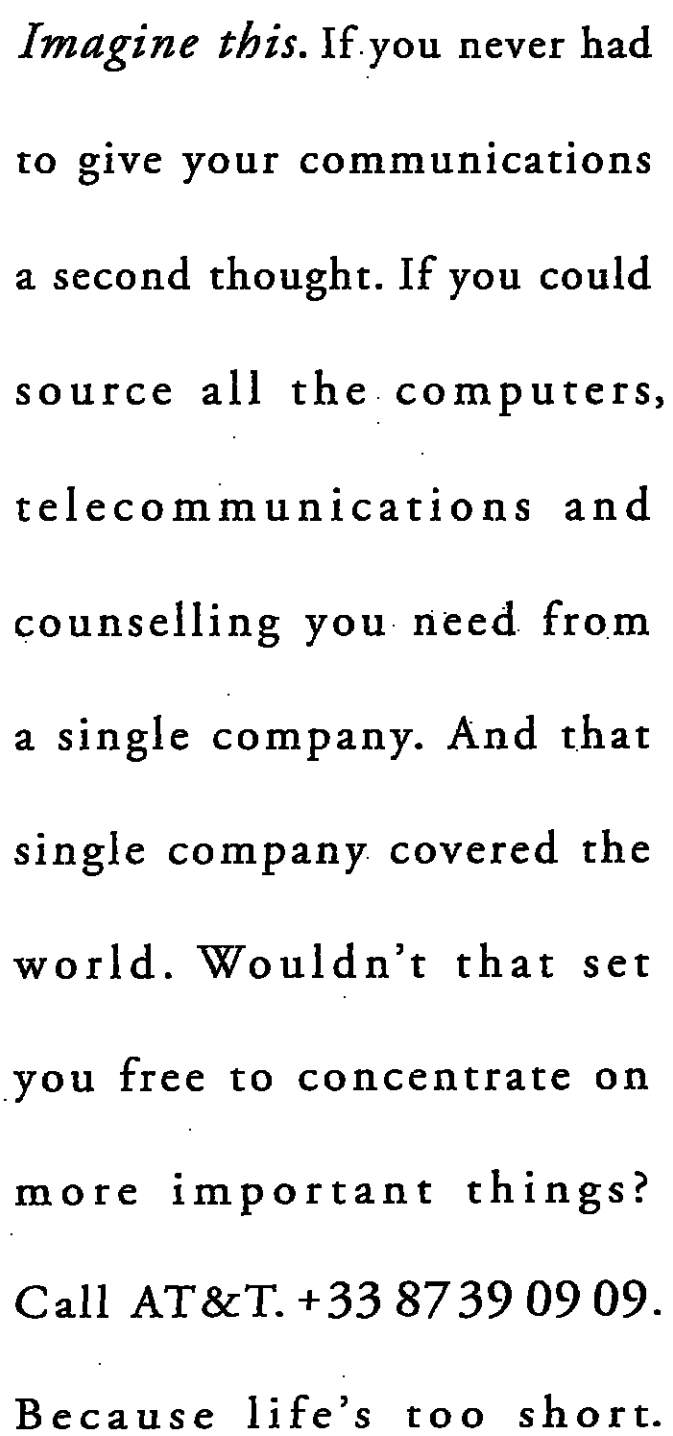 Imagine this. If you never had
to give your communications
a second thought. If you could
source all the computers,
telecommunications and
counselling you need from
a single company. And that
single company covered the
world. Wouldn't that set
you free to concentrate on
more important things?
Call AT&T. +33 87 39 09 09.
Because life's too short.